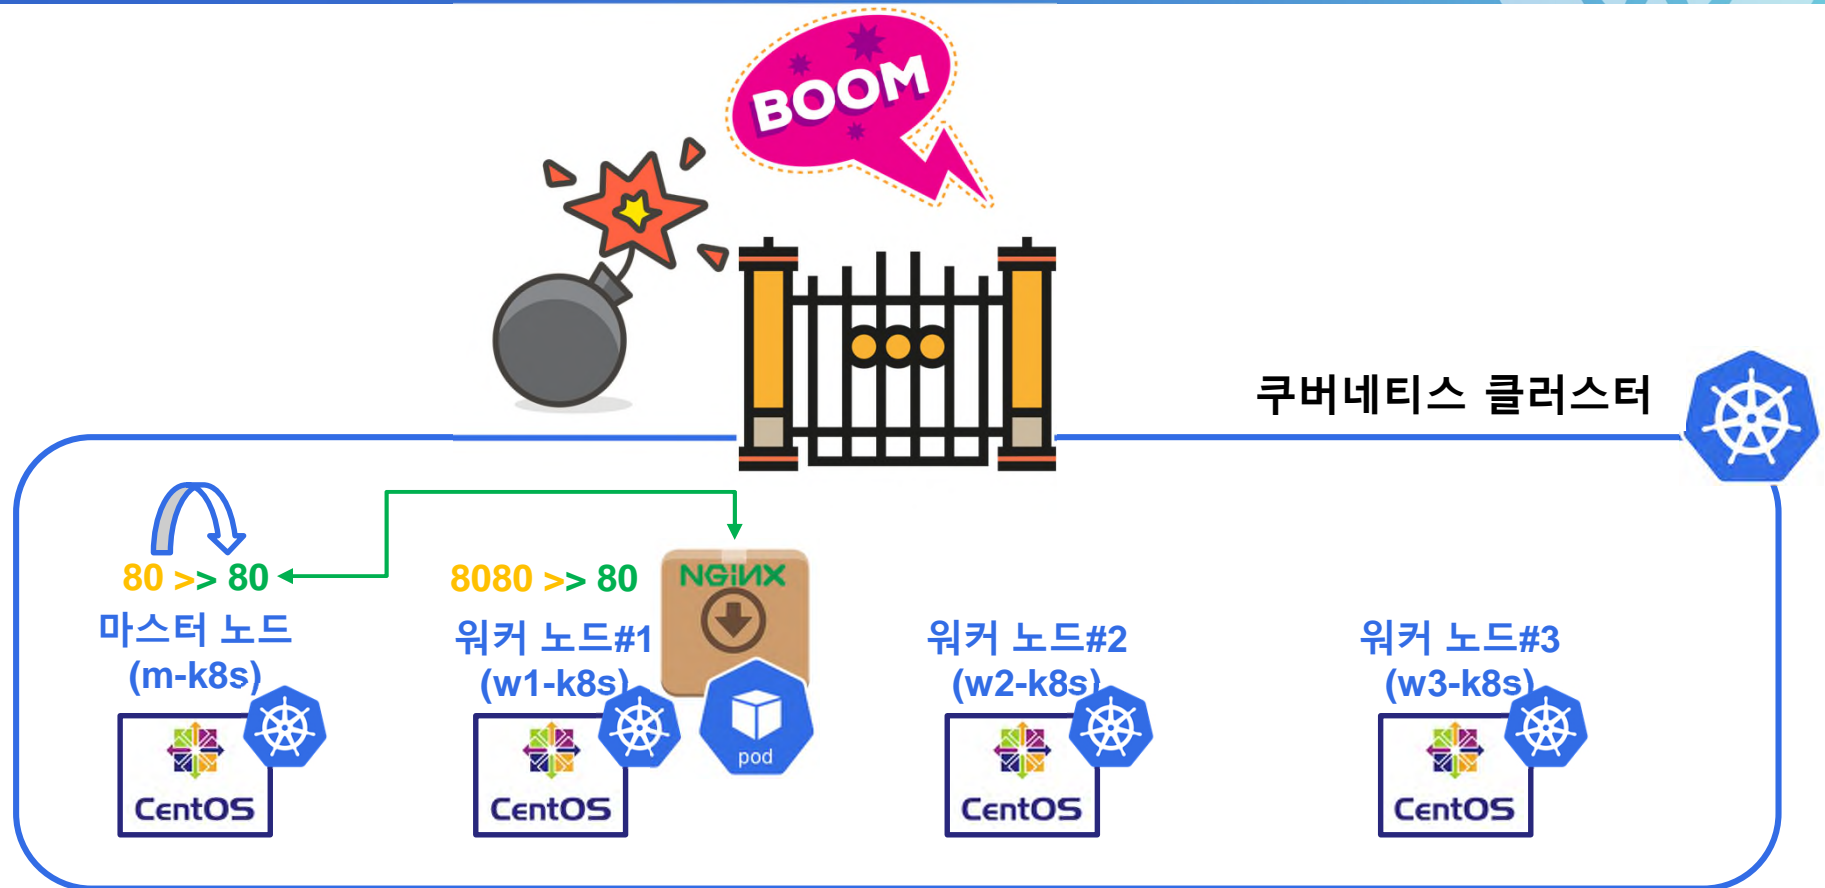 BOOM
쿠버네티스 클러스터
80 >> 80
8080 >> 80
NGINX
마스터 노드
(m-k8s)
워커 노드#1
(w1-k8s)
워커 노드#2
(w2-k8s)
워커 노드#3
(w3-k8s)
pod
CentOS
CentOS
CentOS
CentOS